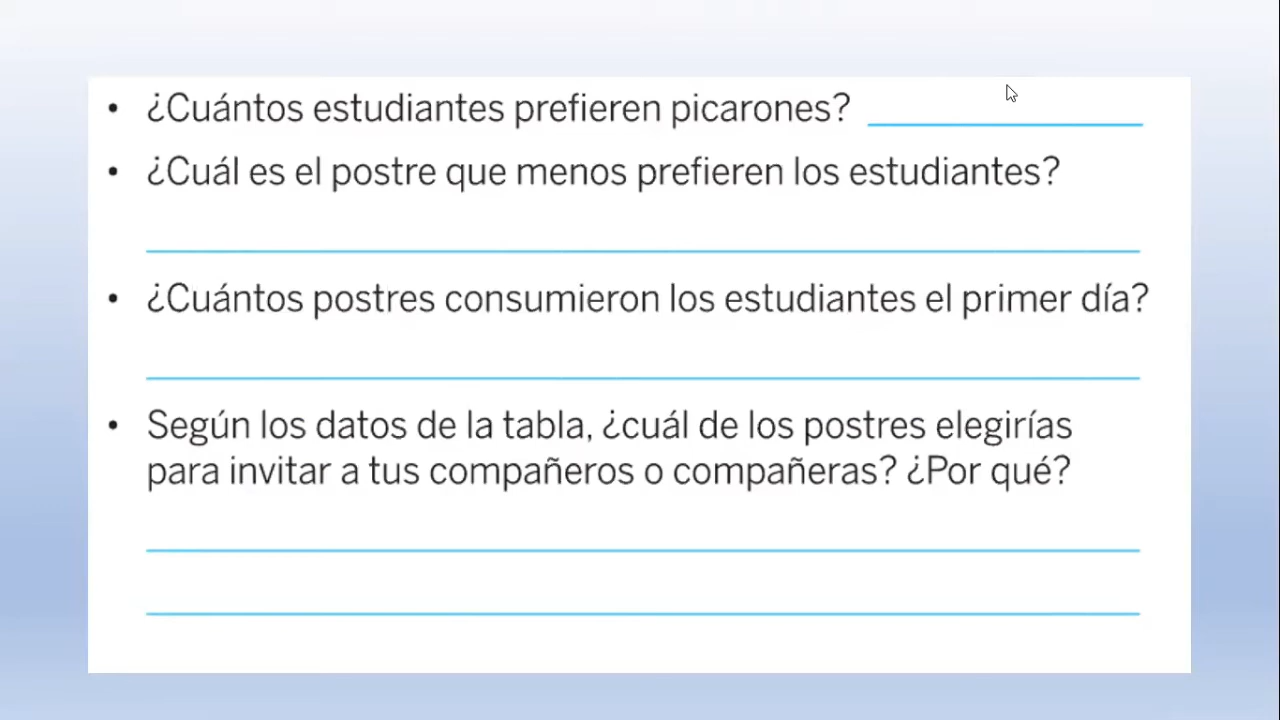 • ¿Cuántos estudiantes prefieren picarones?
• ¿Cuál es el postre que menos prefieren los estudiantes?
• ¿Cuántos postres consumieron los estudiantes el primer día?
• Según los datos de la tabla, ¿cuál de los postres elegirías
para invitar a tus compañeros o compañeras? ¿Por qué?